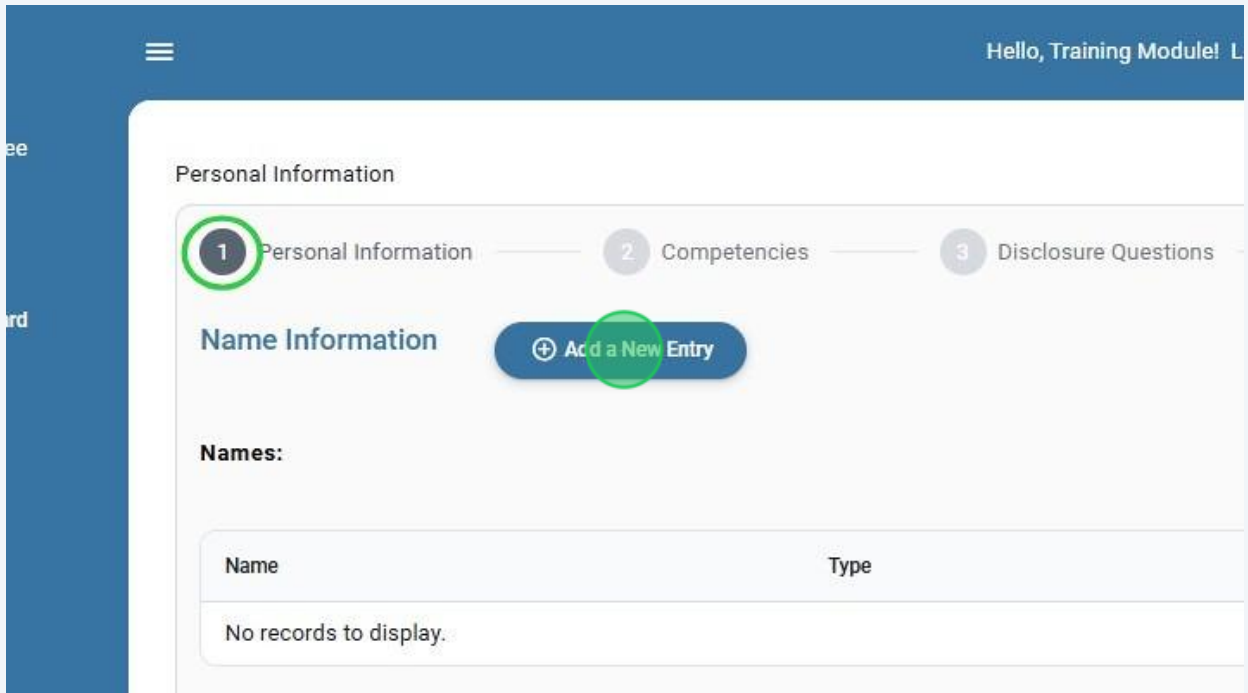 Hello, Training Module! L
ee
Personal Information
1 Personal Information 2 Competencies 3 Disclosure Questions
rd
Name Information Add a New Entry
Names:
Name Type
No records to display.